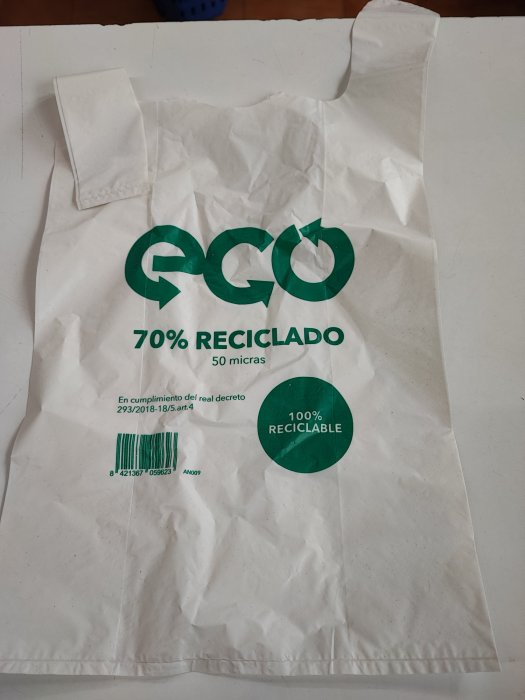 eco
70% RECICLADO
50 micras
En cumplimiento del real decreto
293/2018-18/5.art.4
100%
RECICLABLE
8 421367 059623 AN009